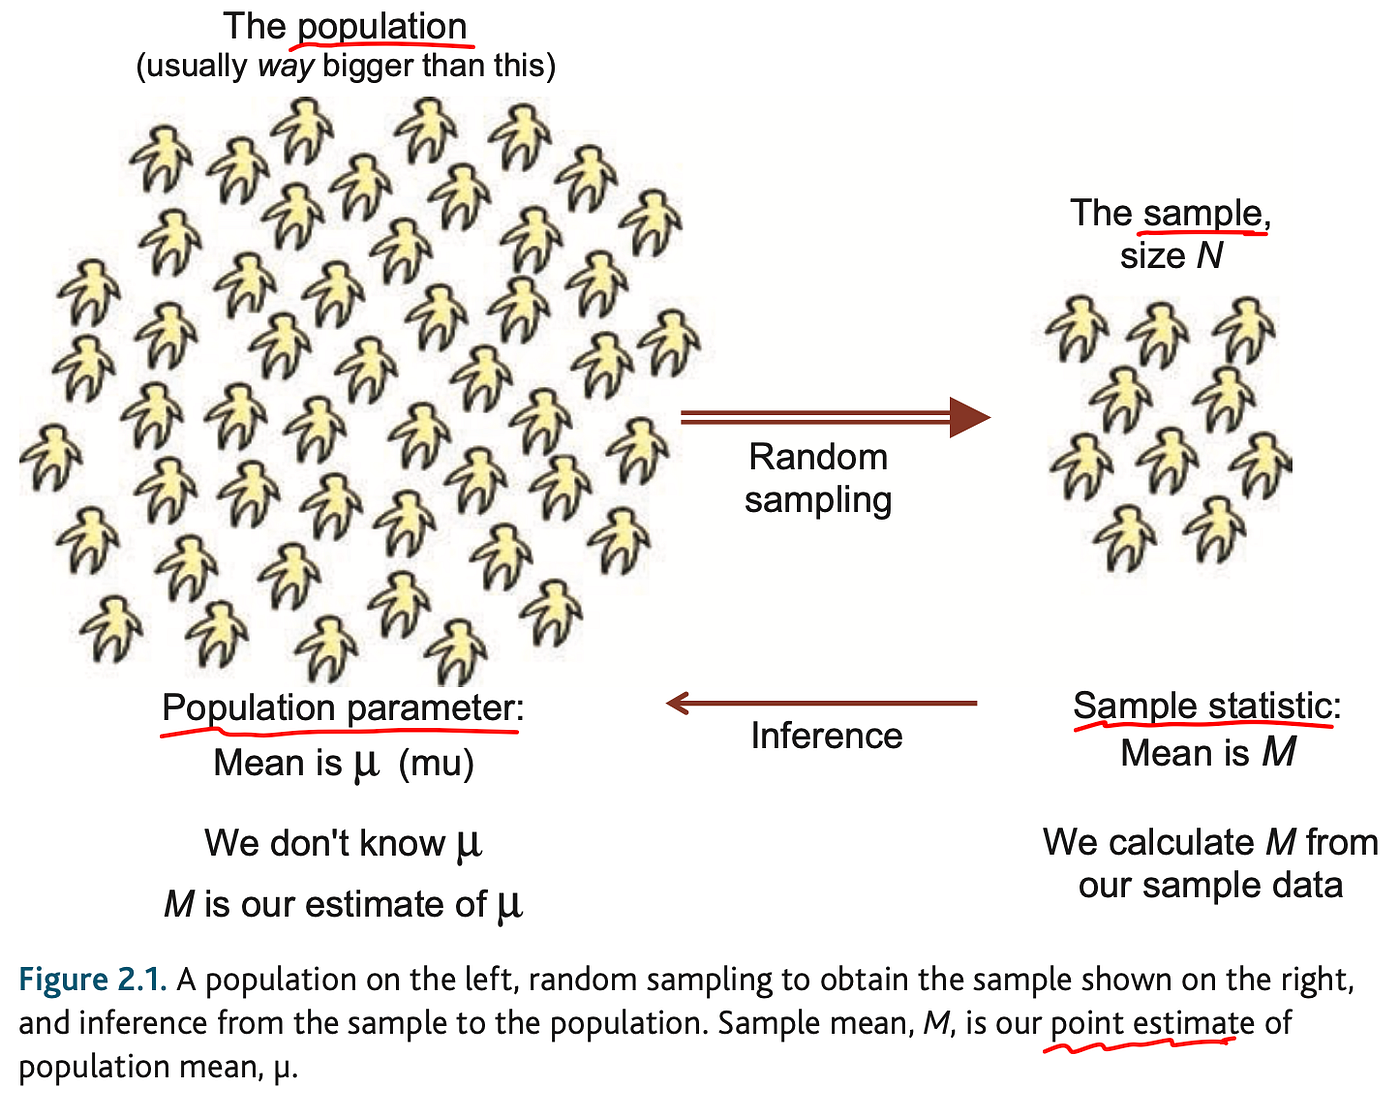 The population
(usually way bigger than this)
The sample,
size N
Random
sampling
Population parameter:
Mean is μ (mu)
Inference
Sample statistic:
Mean is M
We don't know μ
M is our estimate of μ
We calculate M from
our sample data
Figure 2.1. A population on the left, random sampling to obtain the sample shown on the right,
and inference from the sample to the population. Sample mean, M, is our point estimate of
population mean, μ.